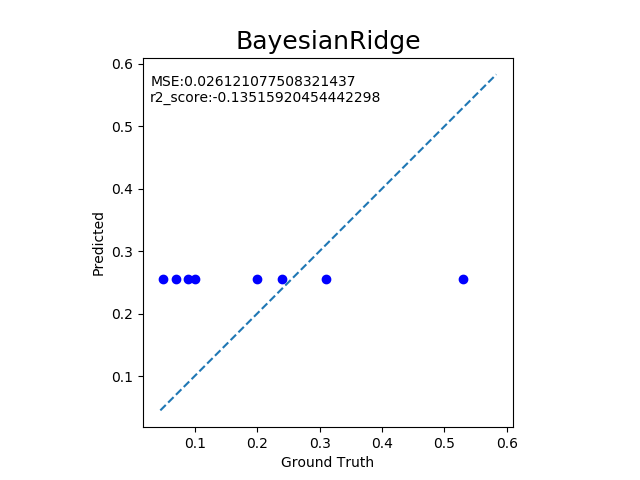 BayesianRidge
MSE:0.026121077508321437
r2_score:-0.13515920454442298
0.6
0.5
0.4
0.3
0.2
0.1
Predicted
0.1 0.2 0.3 0.4 0.5 0.6
Ground Truth